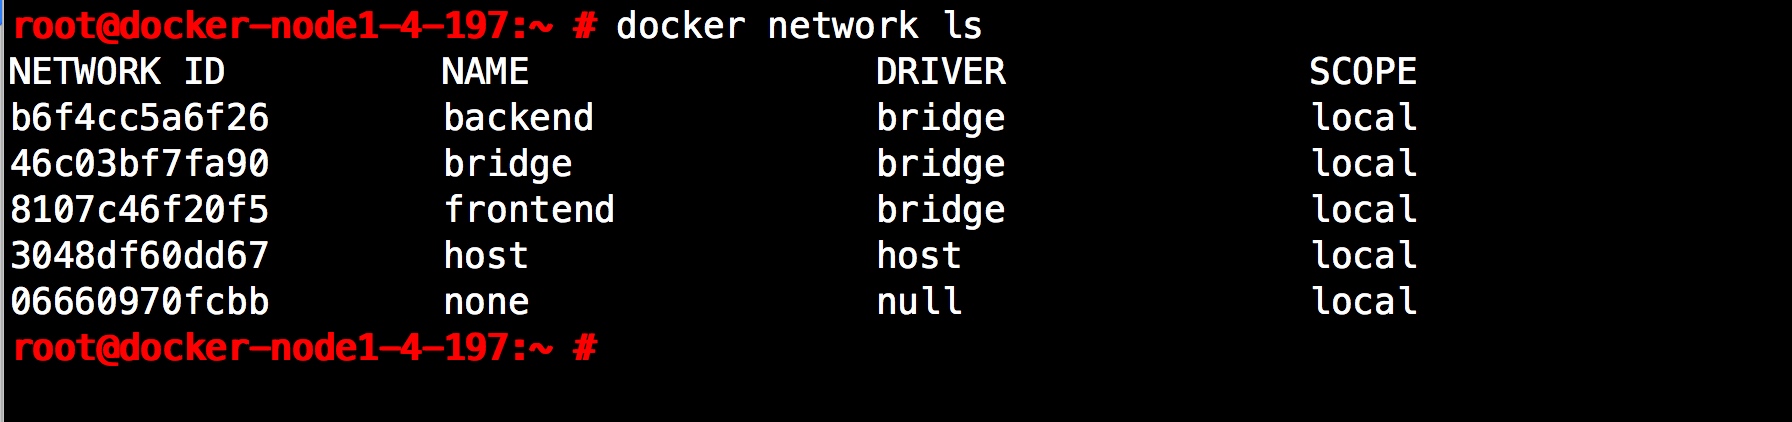 root@docker-node1-4-197:~ # docker network ls
NETWORK ID NAME DRIVER SCOPE
b6f4cc5a6f26 backend bridge local
46c03bf7fa90 bridge bridge local
8107c46f20f5 frontend bridge local
3048df60dd67 host host local
06660970fcbb none null local
root@docker-node1-4-197:~ #